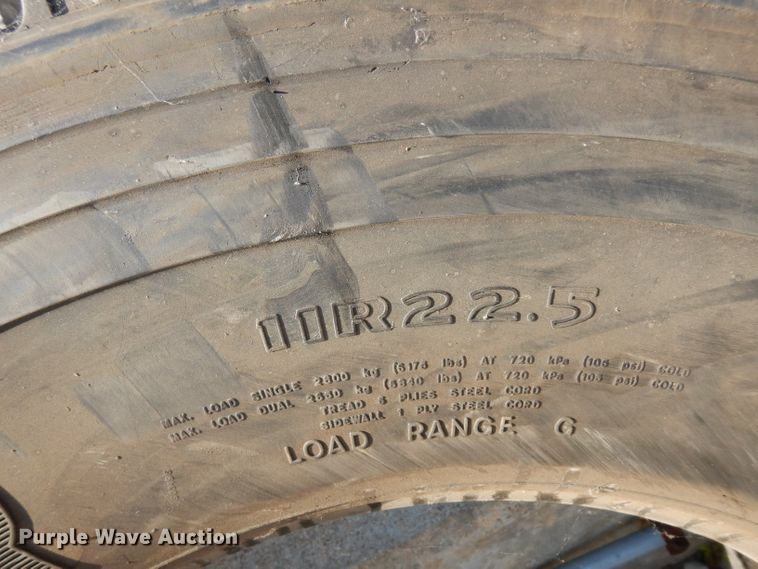 11R22.5
MAX. LOAD SINGLE 2800 kg (6175 lbs) AT 720 kPa (105 psi) COLD
MAX. LOAD DUAL 2650 kg (5840 lbs) AT 720 kPa (105 psi) COLD
TREAD 5 PLIES STEEL CORD
SIDEWALL 1 PLY STEEL CORD
LOAD RANGE G
Purple Wave Auction